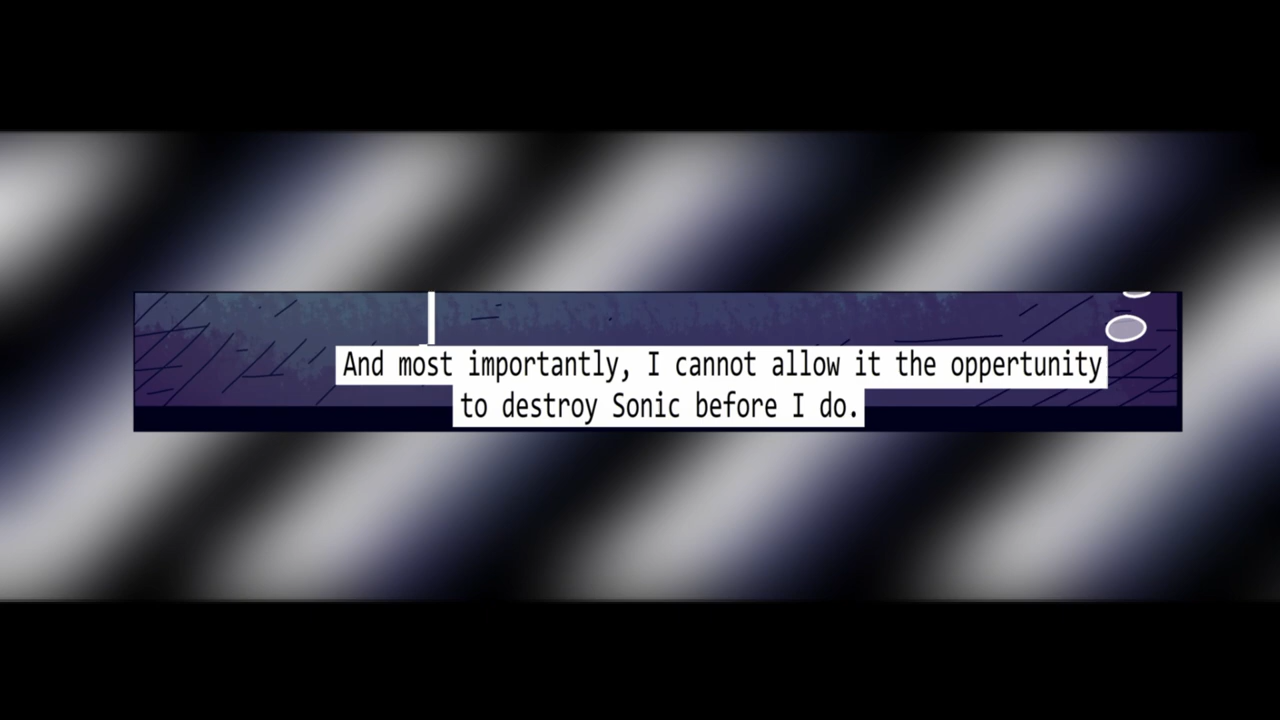 And most importantly, I cannot allow it the oppertunity
to destroy Sonic before I do.